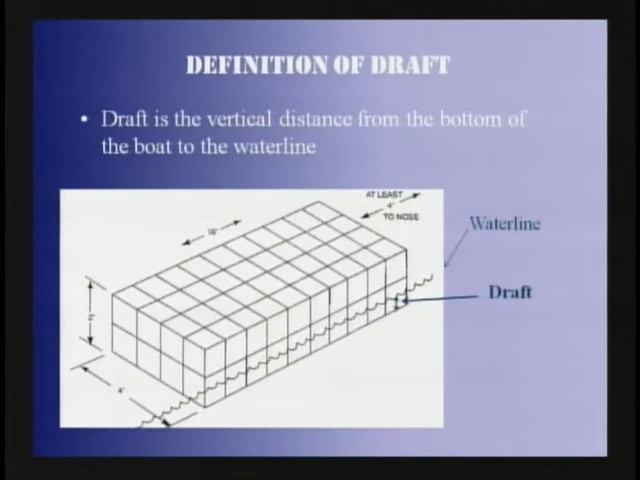 DEFINITION OF DRAFT
• Draft is the vertical distance from the bottom of
the boat to the waterline
AT LEAST
4'
TO NOSE
16'
Waterline
Draft
2'
4'